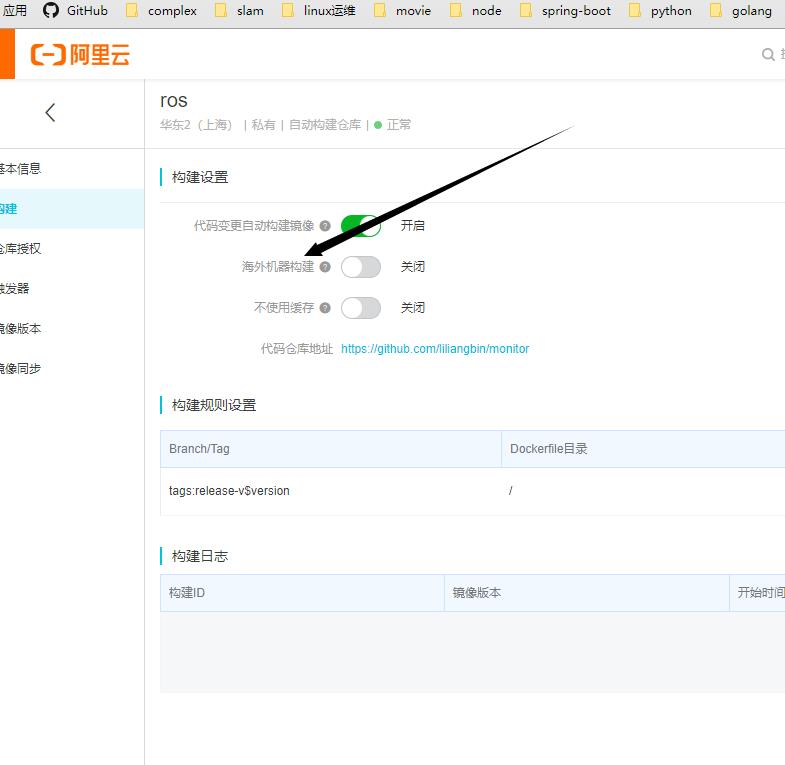 应用 GitHub complex slam linux运维 movie node spring-boot python golang
阿里云
ros
华东2（上海） | 私有 | 自动构建仓库 | 正常
基本信息
构建
仓库授权
触发器
镜像版本
镜像同步
构建设置
代码变更自动构建镜像 ? 开启
海外机器构建 ? 关闭
不使用缓存 ? 关闭
代码仓库地址 https://github.com/liliangbin/monitor
构建规则设置
Branch/Tag Dockerfile目录
tags:release-v$version /
构建日志
构建ID 镜像版本 开始时间